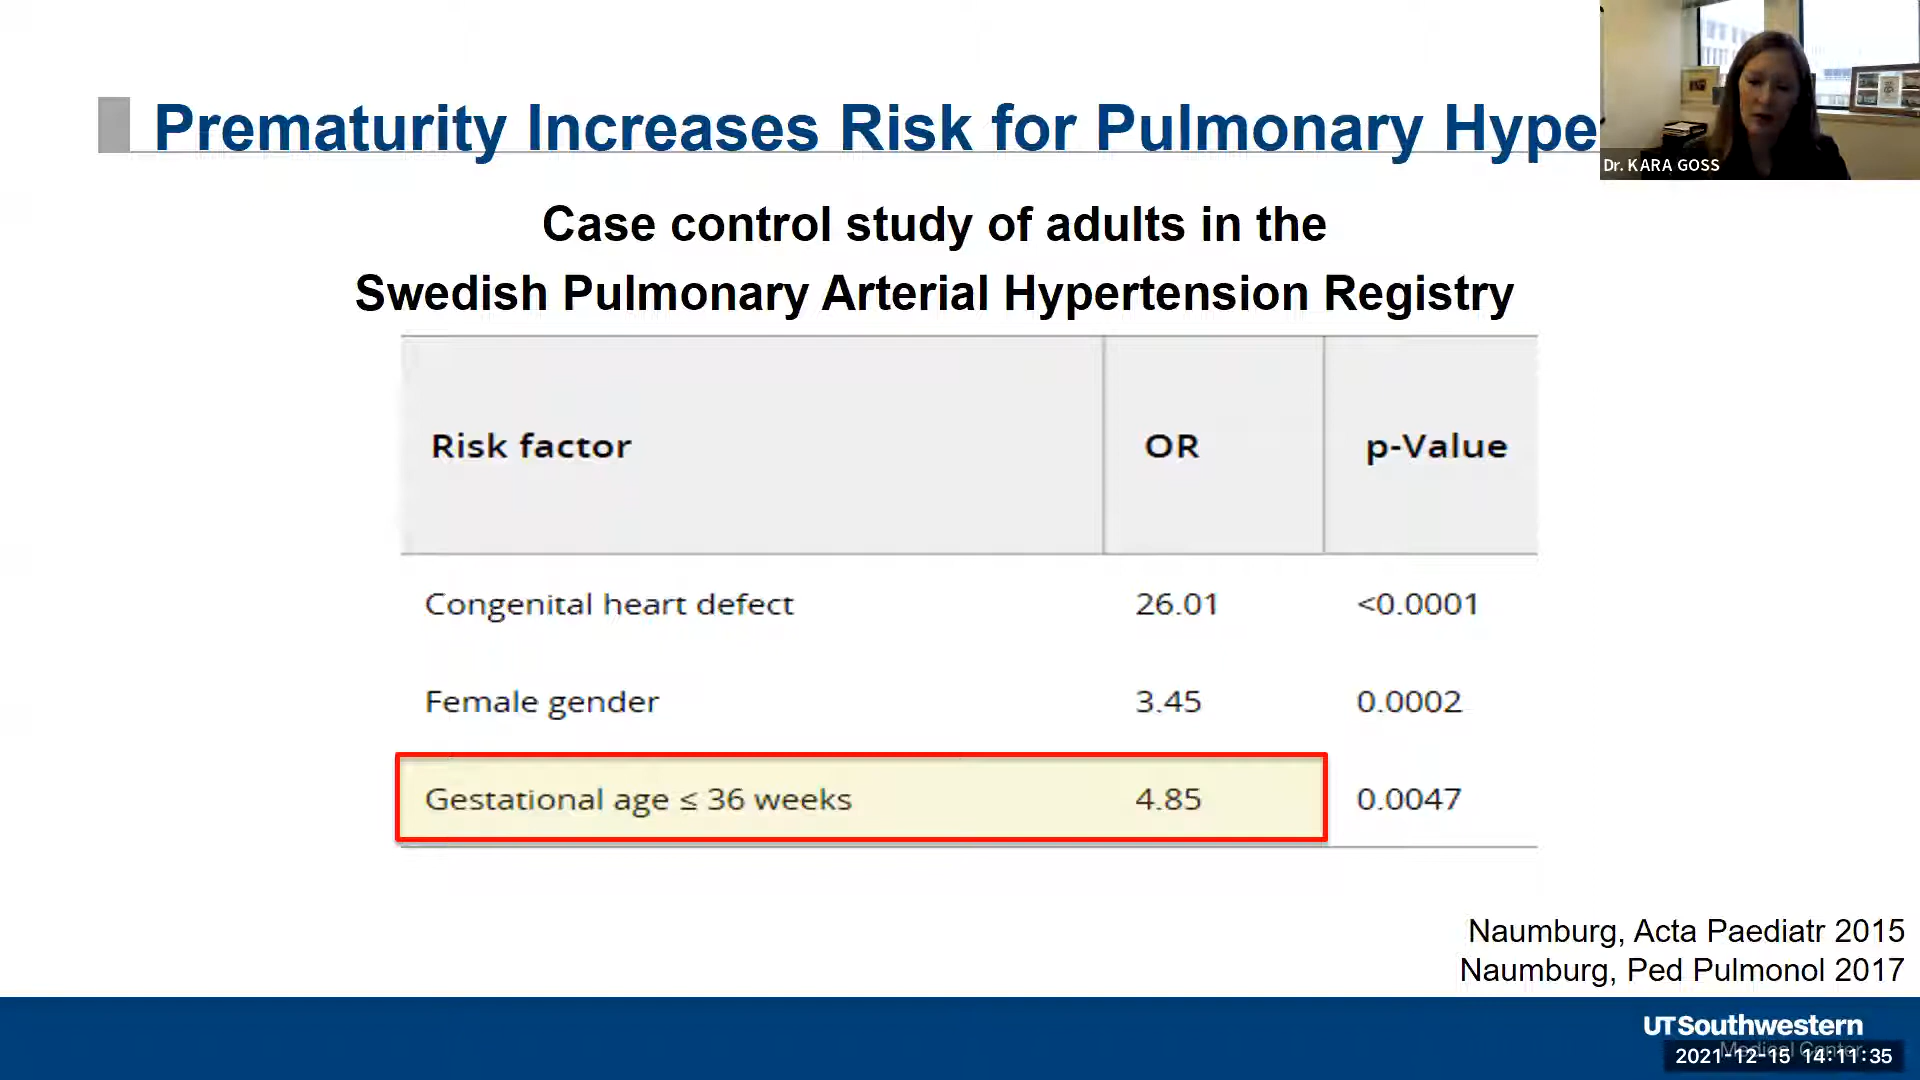 Prematurity Increases Risk for Pulmonary Hype
Dr. KARA GOSS
Case control study of adults in the
Swedish Pulmonary Arterial Hypertension Registry
Risk factor OR p-Value
Congenital heart defect 26.01 <0.0001
Female gender 3.45 0.0002
Gestational age ≤ 36 weeks 4.85 0.0047
Naumburg, Acta Paediatr 2015
Naumburg, Ped Pulmonol 2017
UTSouthwestern
Medical Center
2021-12-15 14:11:35